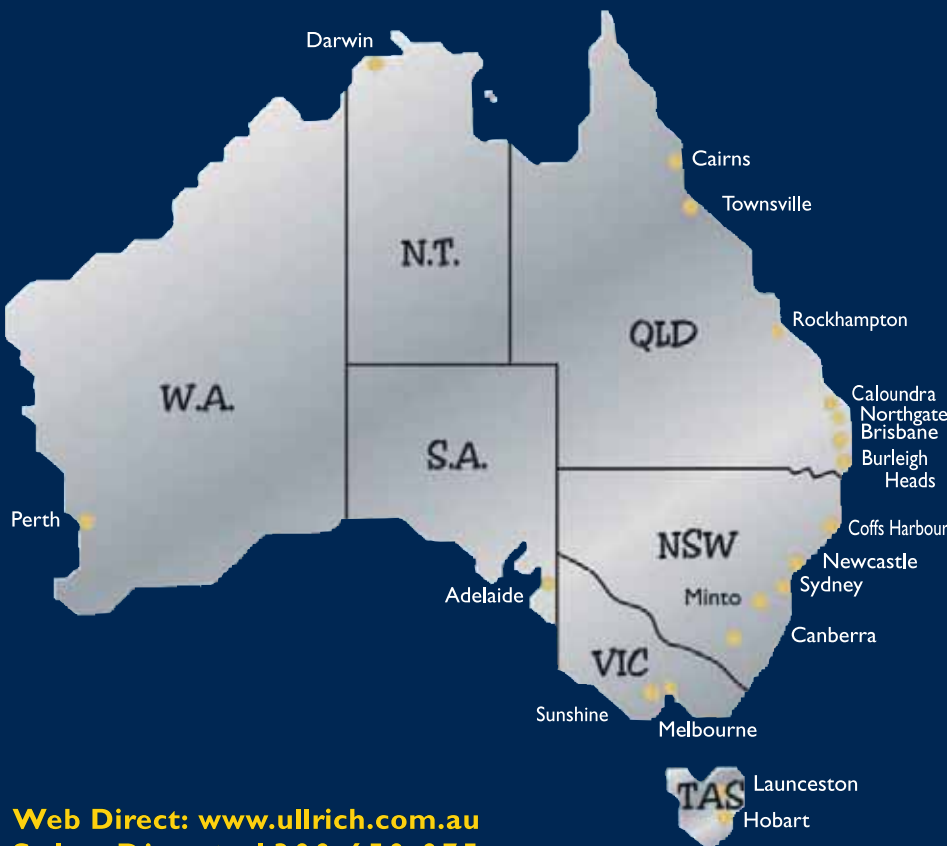 Darwin
Cairns
Townsville
N.T.
Rockhampton
QLD
W.A.
Caloundra
Northgate
Brisbane
S.A.
Burleigh
Heads
Perth
Coffs Harbour
NSW
Newcastle
Sydney
Adelaide
Minto
Canberra
VIC
Sunshine
Melbourne
TAS
Launceston
Hobart
Web Direct: www.ullrich.com.au